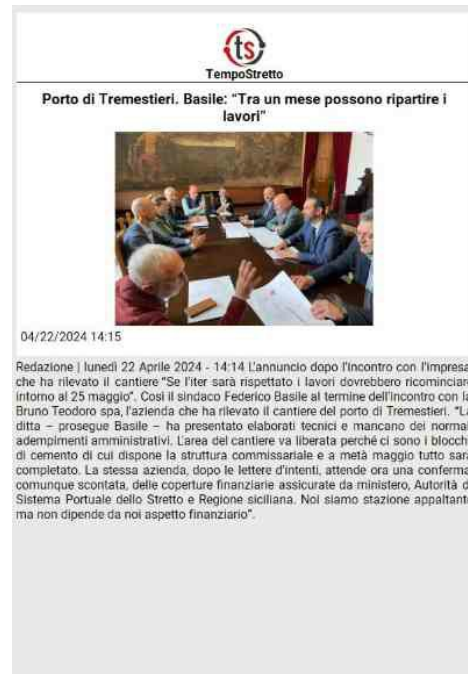 ts
TempoStretto
Porto di Tremestieri. Basile: "Tra un mese possono ripartire i
lavori"
04/22/2024 14:15
Redazione | lunedì 22 Aprile 2024 - 14:14 L'annuncio dopo l'incontro con l'impresa
che ha rilevato il cantiere "Se l'iter sarà rispettato i lavori dovrebbero ricominciare
intorno al 25 maggio". Così il sindaco Federico Basile al termine dell'incontro con la
Bruno Teodoro spa, l'azienda che ha rilevato il cantiere del porto di Tremestieri. "La
ditta – prosegue Basile – ha presentato elaborati tecnici e mancano dei normal
adempimenti amministrativi. L'area del cantiere va liberata perché ci sono i blocchi
di cemento di cui dispone la struttura commissariale e a metà maggio tutto sarà
completato. La stessa azienda, dopo le lettere d'intenti, attende ora una conferma
comunque scontata, delle coperture finanziarie assicurate da ministero, Autorità d
Sistema Portuale dello Stretto e Regione siciliana. Noi siamo stazione appaltante
ma non dipende da noi aspetto finanziario".